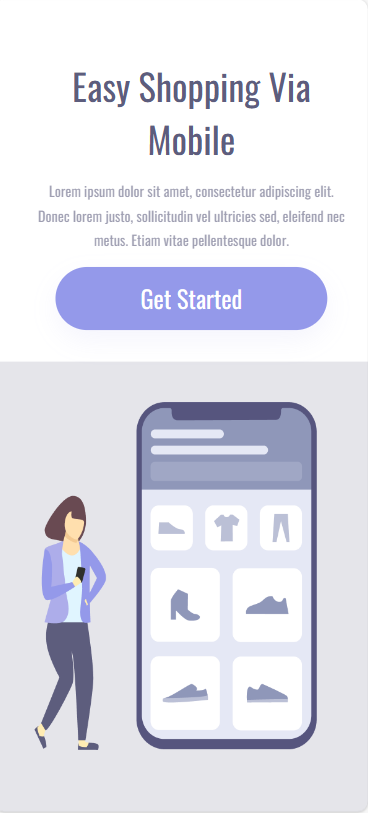 Easy Shopping Via
Mobile
Lorem ipsum dolor sit amet, consectetur adipiscing elit.
Donec lorem justo, sollicitudin vel ultricies sed, eleifend nec
metus. Etiam vitae pellentesque dolor.
Get Started